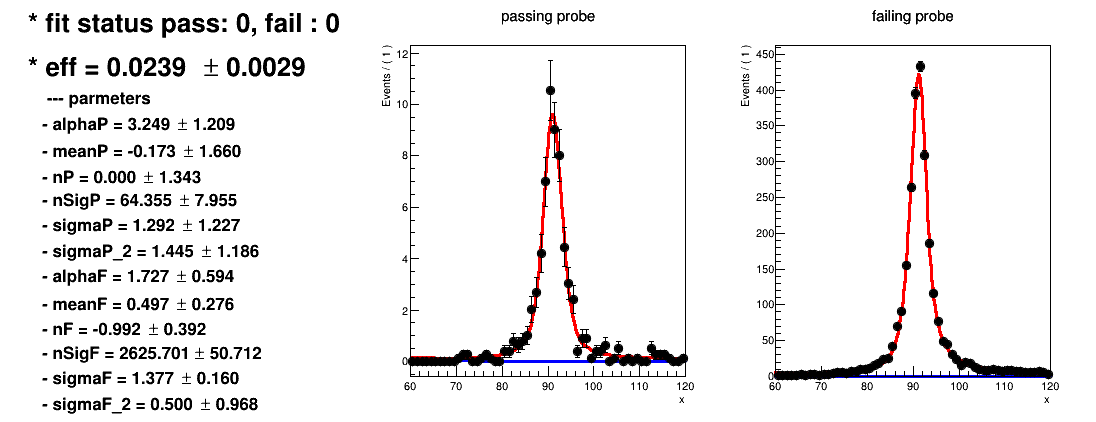 * fit status pass: 0, fail : 0
* eff = 0.0239 ± 0.0029
--- parmeters
- alphaP = 3.249 ± 1.209
- meanP = -0.173 ± 1.660
- nP = 0.000 ± 1.343
- nSigP = 64.355 ± 7.955
- sigmaP = 1.292 ± 1.227
- sigmaP_2 = 1.445 ± 1.186
- alphaF = 1.727 ± 0.594
- meanF = 0.497 ± 0.276
- nF = -0.992 ± 0.392
- nSigF = 2625.701 ± 50.712
- sigmaF = 1.377 ± 0.160
- sigmaF_2 = 0.500 ± 0.968
passing probe
Events / ( 1 )
12
10
8
6
4
2
0
60 70 80 90 100 110 120
x
failing probe
Events / ( 1 )
450
400
350
300
250
200
150
100
50
0
60 70 80 90 100 110 120
x